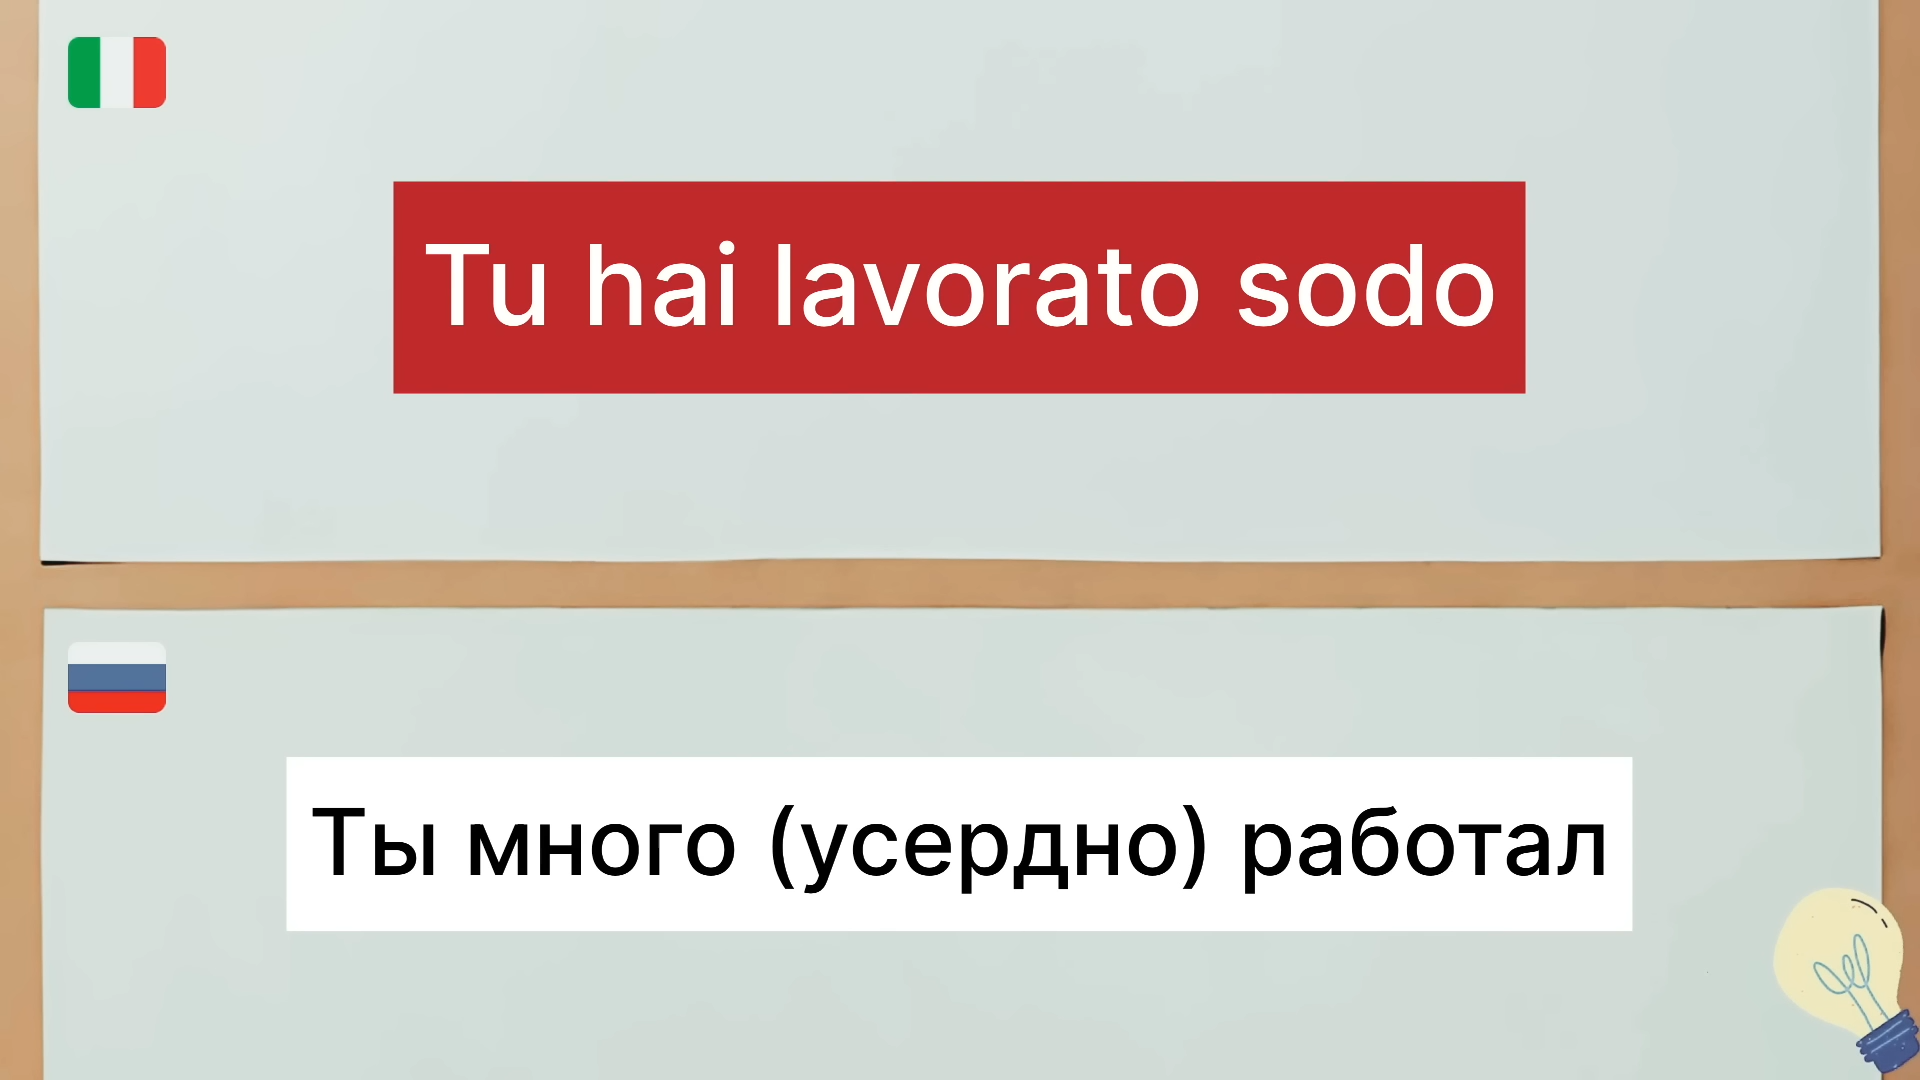 Tu hai lavorato sodo
Ты много (усердно) работал